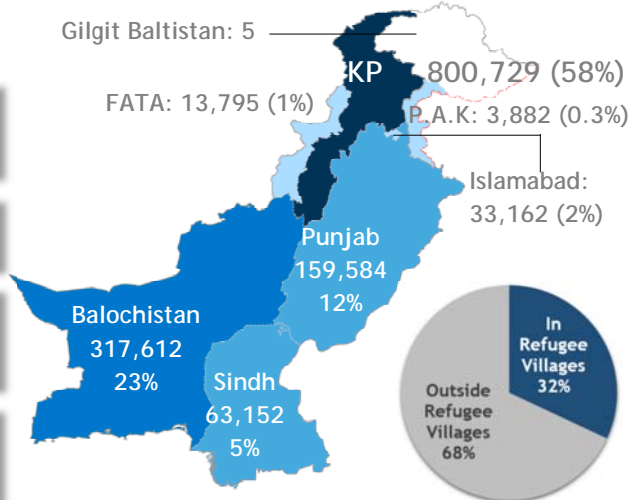 Gilgit Baltistan: 5
KP 800,729 (58%)
FATA: 13,795 (1%)
P.A.K: 3,882 (0.3%)
Islamabad:
33,162 (2%)
Punjab
159,584
12%
Balochistan
317,612
23%
Sindh
63,152
5%
In
Refugee
Villages
32%
Outside
Refugee
Villages
68%